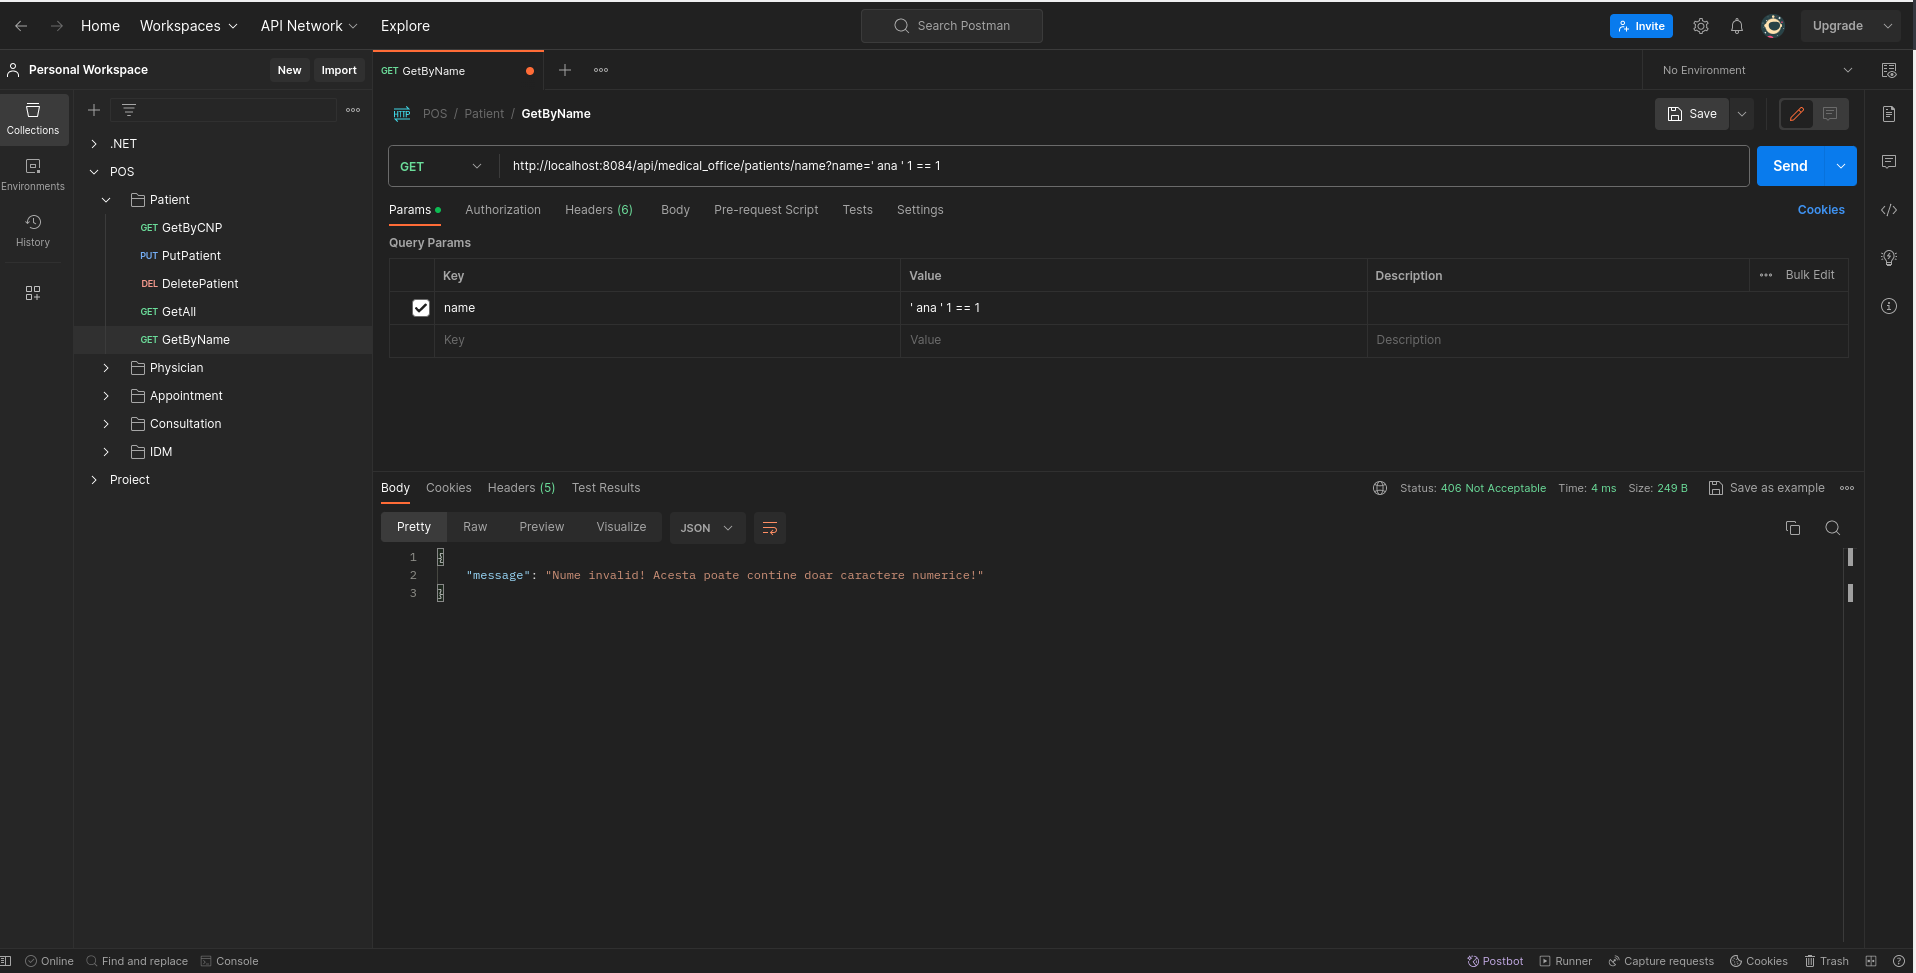 Home Workspaces API Network Explore Search Postman Invite Upgrade
Personal Workspace New Import GET GetByName No Environment
Collections
Environments
History
.NET
POS
Patient
GET GetByCNP
PUT PutPatient
DEL DeletePatient
GET GetAll
GET GetByName
Physician
Appointment
Consultation
IDM
Proiect
HTTP POS / Patient / GetByName Save
GET http://localhost:8084/api/medical_office/patients/name?name=' ana ' 1 == 1 Send
Params Authorization Headers (6) Body Pre-request Script Tests Settings Cookies
Query Params
Key Value Description Bulk Edit
name ' ana ' 1 == 1
Key Value Description
Body Cookies Headers (5) Test Results Status: 406 Not Acceptable Time: 4 ms Size: 249 B Save as example
Pretty Raw Preview Visualize JSON
1 {
2 "message": "Nume invalid! Acesta poate contine doar caractere numerice!"
3 }
Online Find and replace Console Postbot Runner Capture requests Cookies Trash